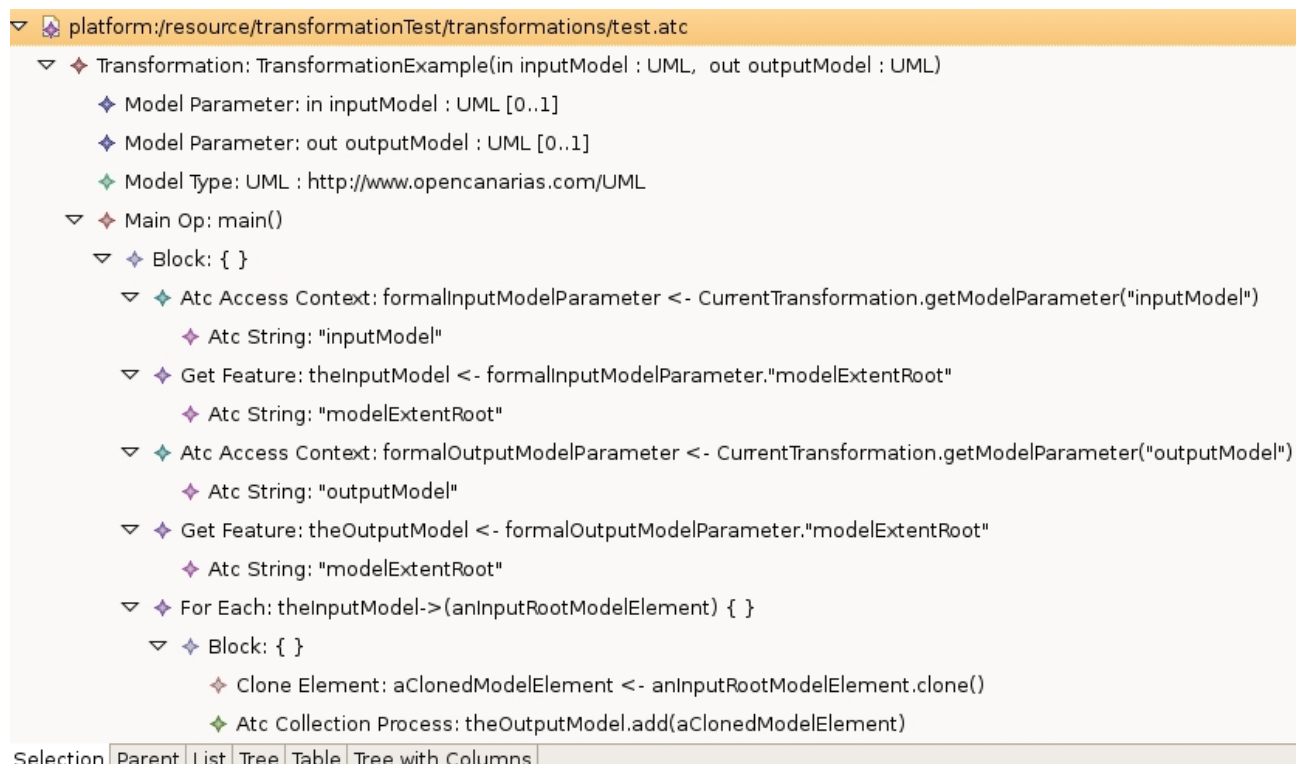 platform:/resource/transformationTest/transformations/test.atc
Transformation: TransformationExample(in inputModel : UML,  out outputModel : UML)
Model Parameter: in inputModel : UML [0..1]
Model Parameter: out outputModel : UML [0..1]
Model Type: UML : http://www.opencanarias.com/UML
Main Op: main()
Block: { }
Atc Access Context: formalInputModelParameter <- CurrentTransformation.getModelParameter("inputModel")
Atc String: "inputModel"
Get Feature: theInputModel <- formalInputModelParameter."modelExtentRoot"
Atc String: "modelExtentRoot"
Atc Access Context: formalOutputModelParameter <- CurrentTransformation.getModelParameter("outputModel")
Atc String: "outputModel"
Get Feature: theOutputModel <- formalOutputModelParameter."modelExtentRoot"
Atc String: "modelExtentRoot"
For Each: theInputModel->(anInputRootModelElement) { }
Block: { }
Clone Element: aClonedModelElement <- anInputRootModelElement.clone()
Atc Collection Process: theOutputModel.add(aClonedModelElement)
Selection Parent List Tree Table Tree with Columns